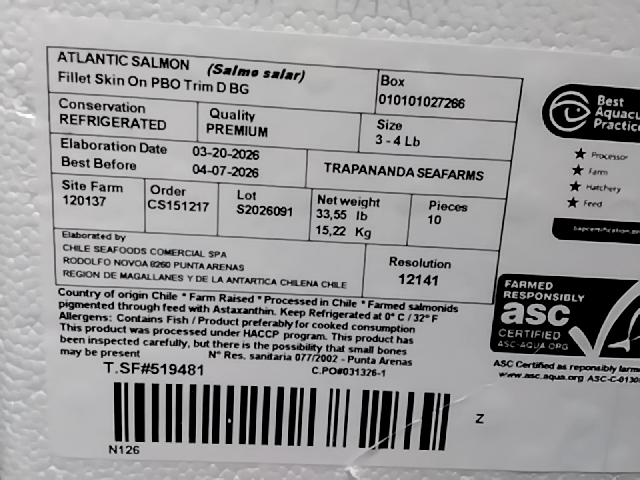 ATLANTIC SALMON (Salmo salar)
Fillet Skin On PBO Trim D BG
Box
010101027266
Conservation
REFRIGERATED
Quality
PREMIUM
Size
3 - 4 Lb
Elaboration Date 03-20-2026
Best Before 04-07-2026
TRAPANANDA SEAFARMS
Site Farm
120137
Order
CS151217
Lot
S2026091
Net weight
33,55 lb
15,22 Kg
Pieces
10
Elaborated by
CHILE SEAFOODS COMERCIAL SPA
RODOLFO NOVOA 0260 PUNTA ARENAS
REGION DE MAGALLANES Y DE LA ANTARTICA CHILENA CHILE
Resolution
12141
Country of origin Chile * Farm Raised * Processed in Chile * Farmed salmonids
pigmented through feed with Astaxanthin. Keep Refrigerated at 0° C / 32° F
Allergens: Contains Fish / Product preferably for cooked consumption
This product was processed under HACCP program. This product has
been inspected carefully, but there is the possibility that small bones
may be present N° Res. sanitaria 077/2002 - Punta Arenas
T.SF#519481 C.PO#031326-1
Z
N126
Best
Aquacu
Practice
Processor
Farm
Hatchery
Feed
bapcertification.or
FARMED
RESPONSIBLY
asc
CERTIFIED
ASC-AQUA.ORG
ASC Certified as responsibly farm
www.asc.aqua.org ASC-C-0130